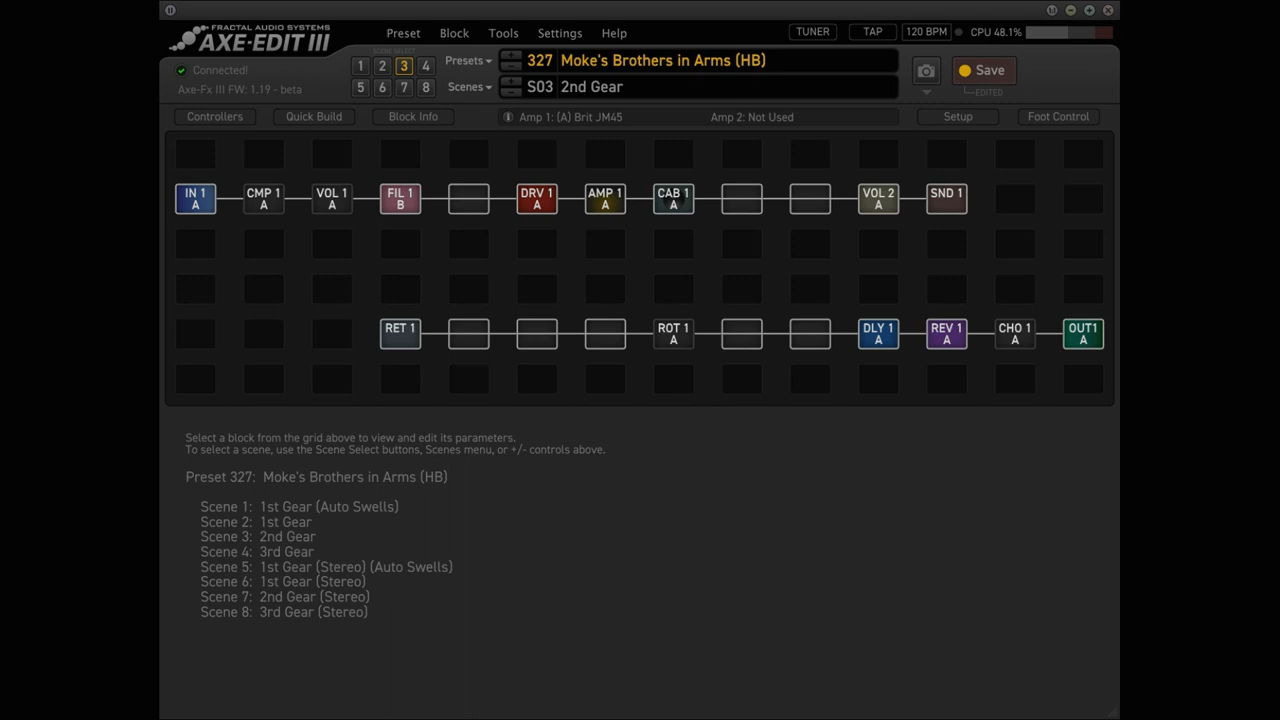 FRACTAL AUDIO SYSTEMS
AXE-EDIT III
Preset Block Tools Settings Help
TUNER TAP 120 BPM CPU 48.1%
SCENE SELECT
1 2 3 4
5 6 7 8
Presets 327 Moke's Brothers in Arms (HB)
Scenes S03 2nd Gear
Save
EDITED
Connected!
Axe-Fx III FW: 1.19 - beta
Controllers Quick Build Block Info Amp 1: (A) Brit JM45 Amp 2: Not Used Setup Foot Control
IN 1 CMP 1 VOL 1 FIL 1 DRV 1 AMP 1 CAB 1 VOL 2 SND 1
A A A B A A A A
RET 1 ROT 1 DLY 1 REV 1 CHO 1 OUT1
A A A A A
Select a block from the grid above to view and edit its parameters.
To select a scene, use the Scene Select buttons, Scenes menu, or +/- controls above.
Preset 327: Moke's Brothers in Arms (HB)
Scene 1: 1st Gear (Auto Swells)
Scene 2: 1st Gear
Scene 3: 2nd Gear
Scene 4: 3rd Gear
Scene 5: 1st Gear (Stereo) (Auto Swells)
Scene 6: 1st Gear (Stereo)
Scene 7: 2nd Gear (Stereo)
Scene 8: 3rd Gear (Stereo)